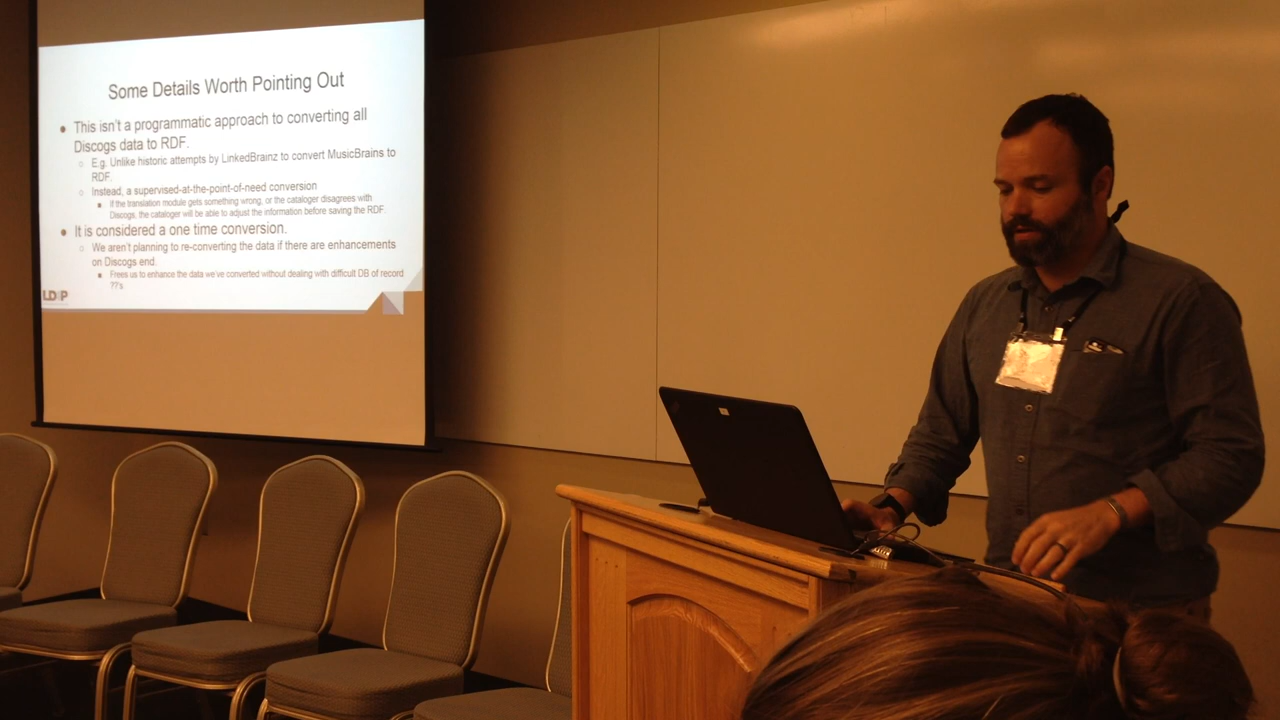 Some Details Worth Pointing Out
● This isn't a programmatic approach to converting all
Discogs data to RDF.
○ E.g. Unlike historic attempts by LinkedBrainz to convert MusicBrains to
RDF.
○ Instead, a supervised-at-the-point-of-need conversion
■ If the translation module gets something wrong, or the cataloger disagrees with
Discogs, the cataloger will be able to adjust the information before saving the RDF.
● It is considered a one time conversion.
○ We aren't planning to re-converting the data if there are enhancements
on Discogs end.
■ Frees us to enhance the data we've converted without dealing with difficult DB of record
??'s
LD4P